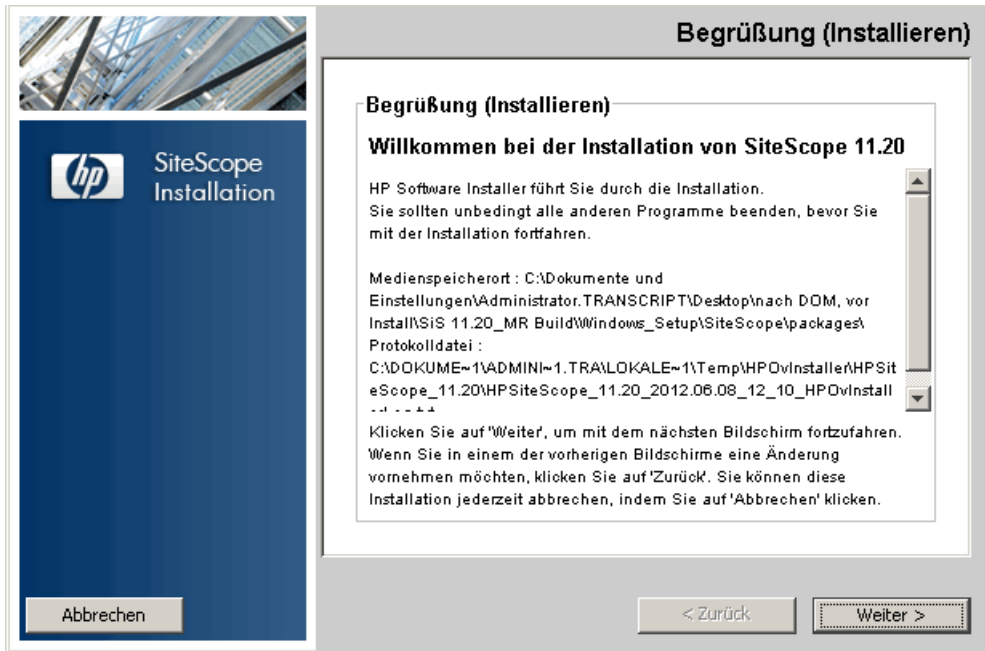 Begrüßung (Installieren)
hp
SiteScope
Installation
Begrüßung (Installieren)
Willkommen bei der Installation von SiteScope 11.20
HP Software Installer führt Sie durch die Installation.
Sie sollten unbedingt alle anderen Programme beenden, bevor Sie
mit der Installation fortfahren.
Medienspeicherort : C:\Dokumente und
Einstellungen\Administrator.TRANSCRIPT\Desktop\nach DOM, vor
Install\SiS 11.20_MR Build\Windows_Setup\SiteScope\packages\
Protokolldatei :
C:\DOKUME~1\ADMINI~1.TRA\LOKALE~1\Temp\HPOvInstaller\HPSit
eScope_11.20\HPSiteScope_11.20_2012.06.08_12_10_HPOvInstall
Klicken Sie auf 'Weiter', um mit dem nächsten Bildschirm fortzufahren.
Wenn Sie in einem der vorherigen Bildschirme eine Änderung
vornehmen möchten, klicken Sie auf 'Zurück'. Sie können diese
Installation jederzeit abbrechen, indem Sie auf 'Abbrechen' klicken.
Abbrechen
< Zurück
Weiter >